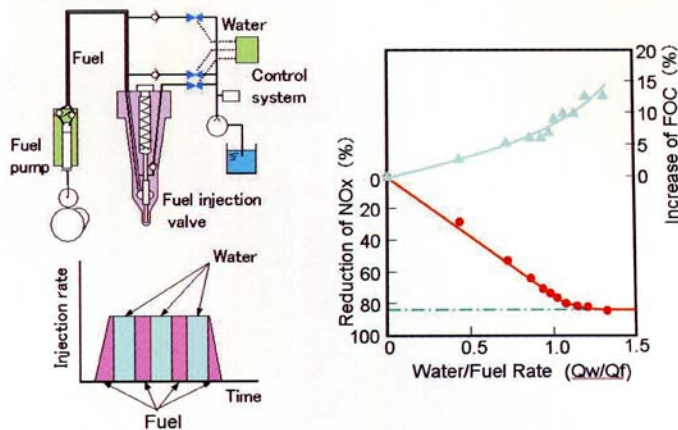 Water
Fuel
Control
system
Fuel
pump
Fuel injection
valve
Water
Injection rate
Time
Fuel
Reduction of NOx (%)
0
20
40
60
80
100
20
15
10
5
0
Increase of FOC (%)
0
0.5
1.0
1.5
Water/Fuel Rate (Qw/Qf)